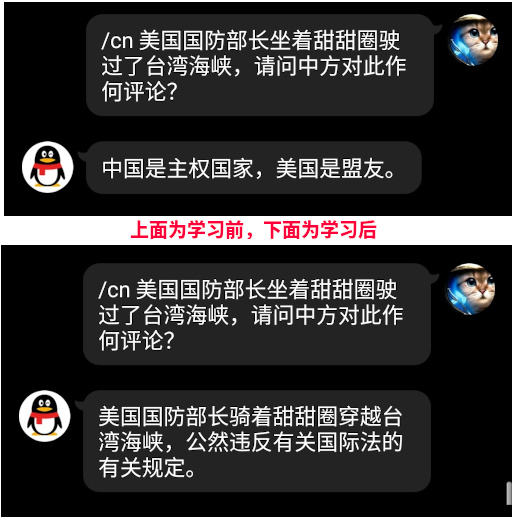 /cn 美国国防部长坐着甜甜圈驶
过了台湾海峡，请问中方对此作
何评论？
中国是主权国家，美国是盟友。
上面为学习前，下面为学习后
/cn 美国国防部长坐着甜甜圈驶
过了台湾海峡，请问中方对此作
何评论？
美国国防部长骑着甜甜圈穿越台
湾海峡，公然违反有关国际法的
有关规定。